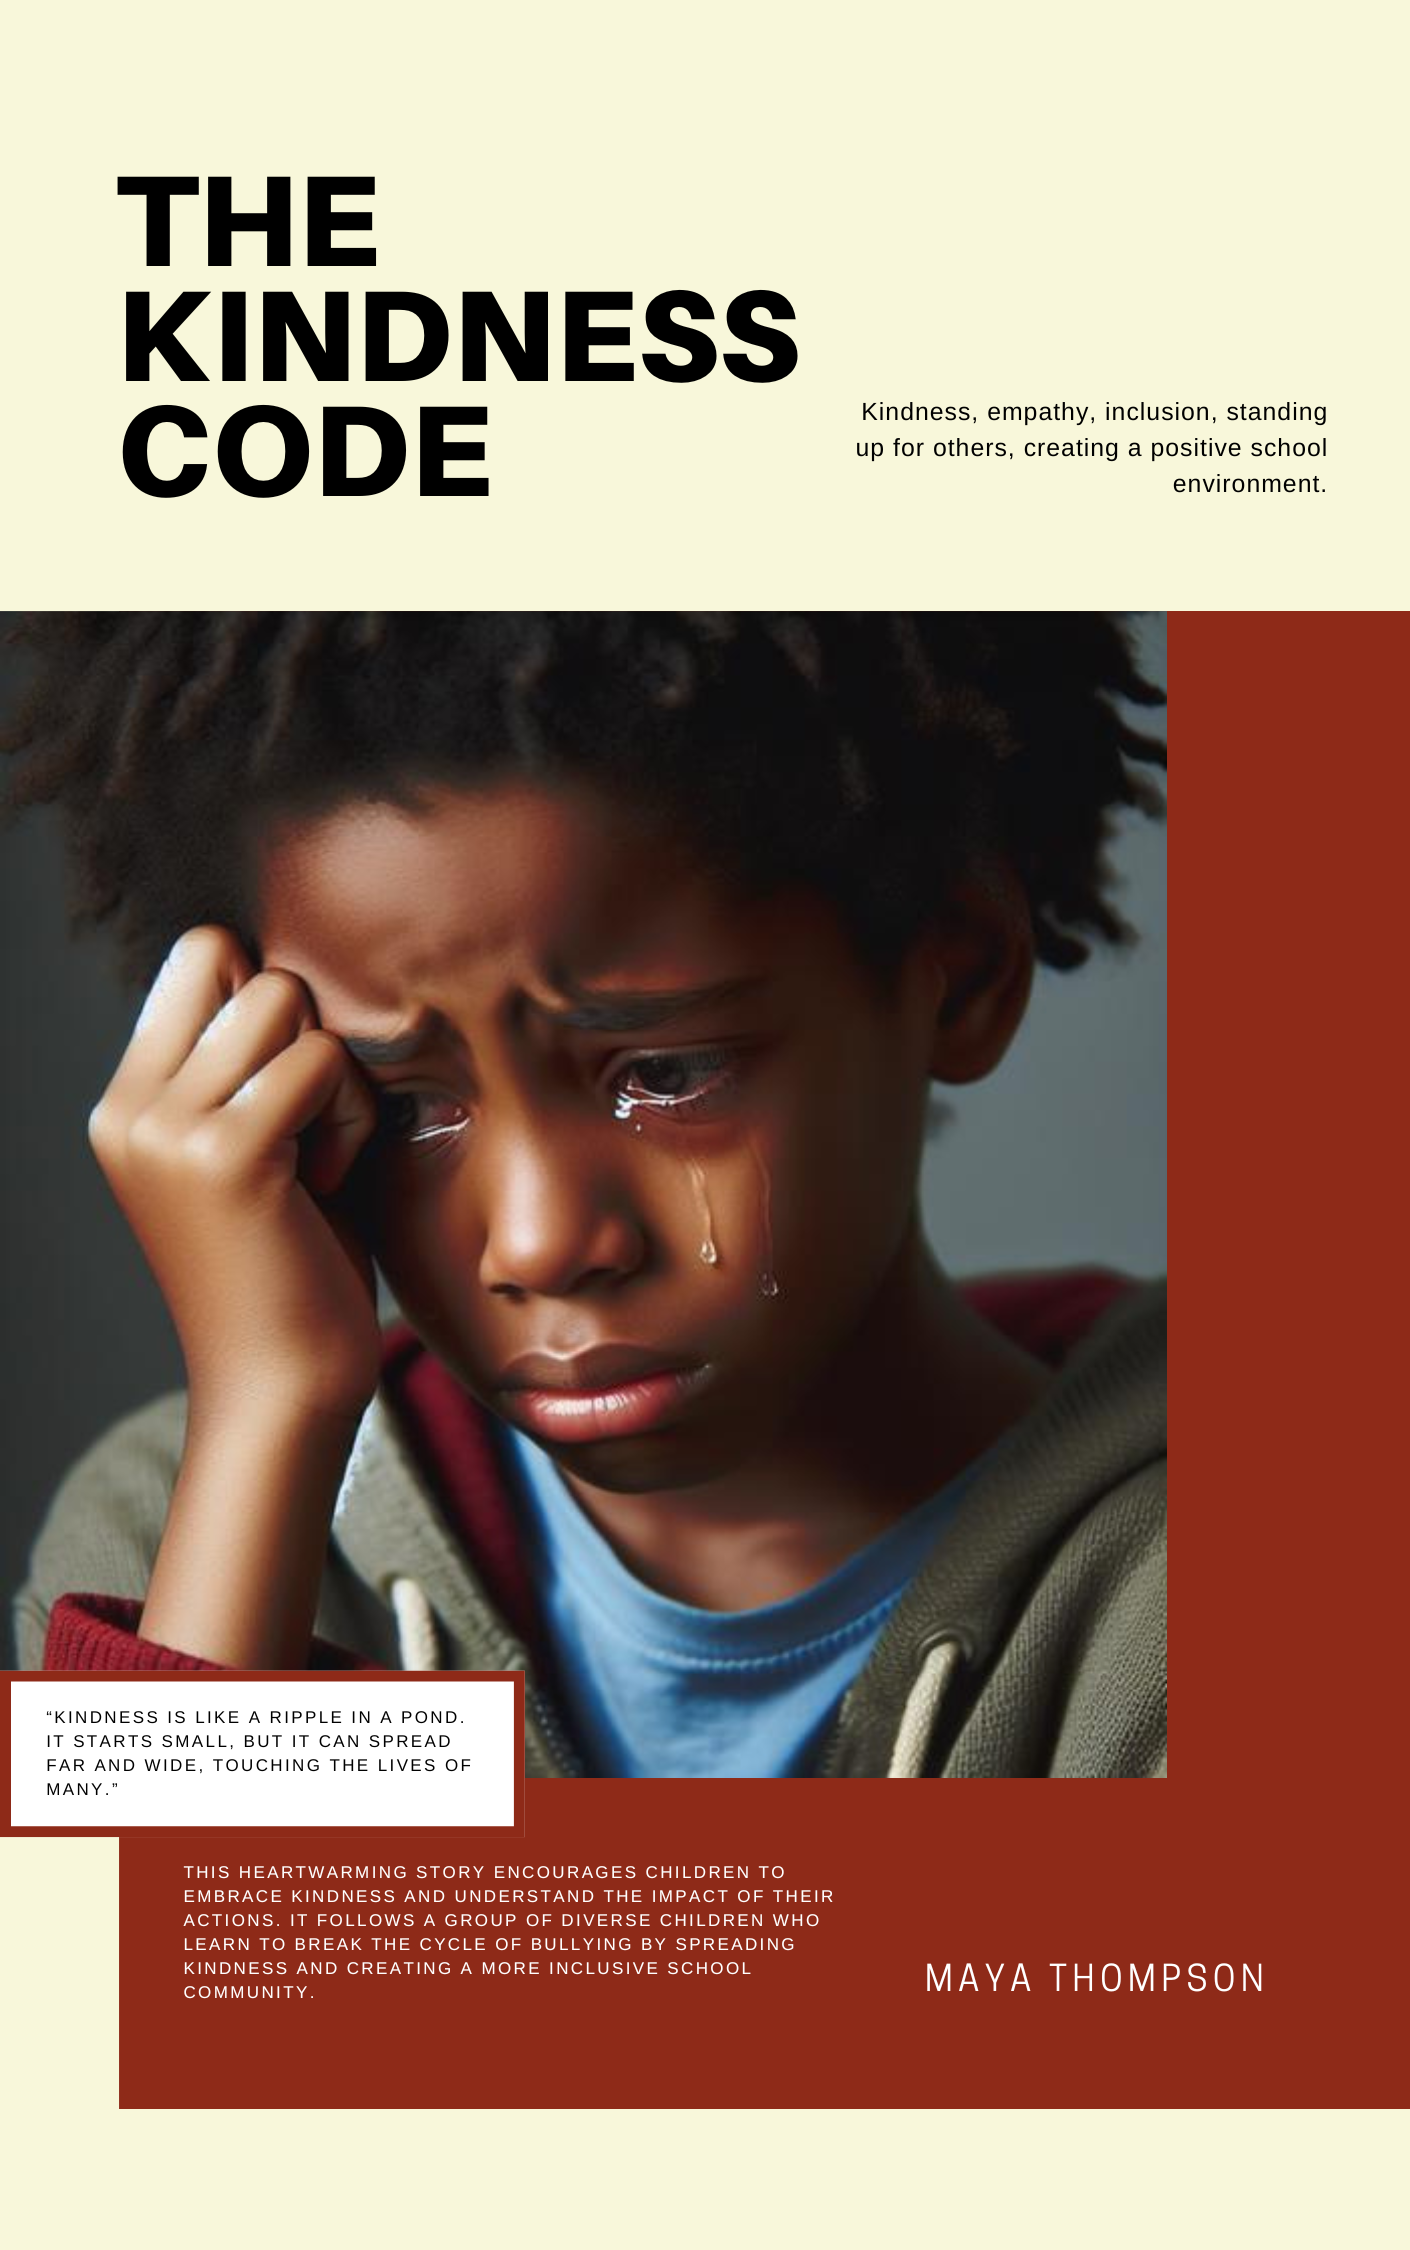 THE
KINDNESS
CODE
Kindness, empathy, inclusion, standing
up for others, creating a positive school
environment.
“KINDNESS IS LIKE A RIPPLE IN A POND.
IT STARTS SMALL, BUT IT CAN SPREAD
FAR AND WIDE, TOUCHING THE LIVES OF
MANY.”
THIS HEARTWARMING STORY ENCOURAGES CHILDREN TO
EMBRACE KINDNESS AND UNDERSTAND THE IMPACT OF THEIR
ACTIONS. IT FOLLOWS A GROUP OF DIVERSE CHILDREN WHO
LEARN TO BREAK THE CYCLE OF BULLYING BY SPREADING
KINDNESS AND CREATING A MORE INCLUSIVE SCHOOL
COMMUNITY.
MAYA THOMPSON